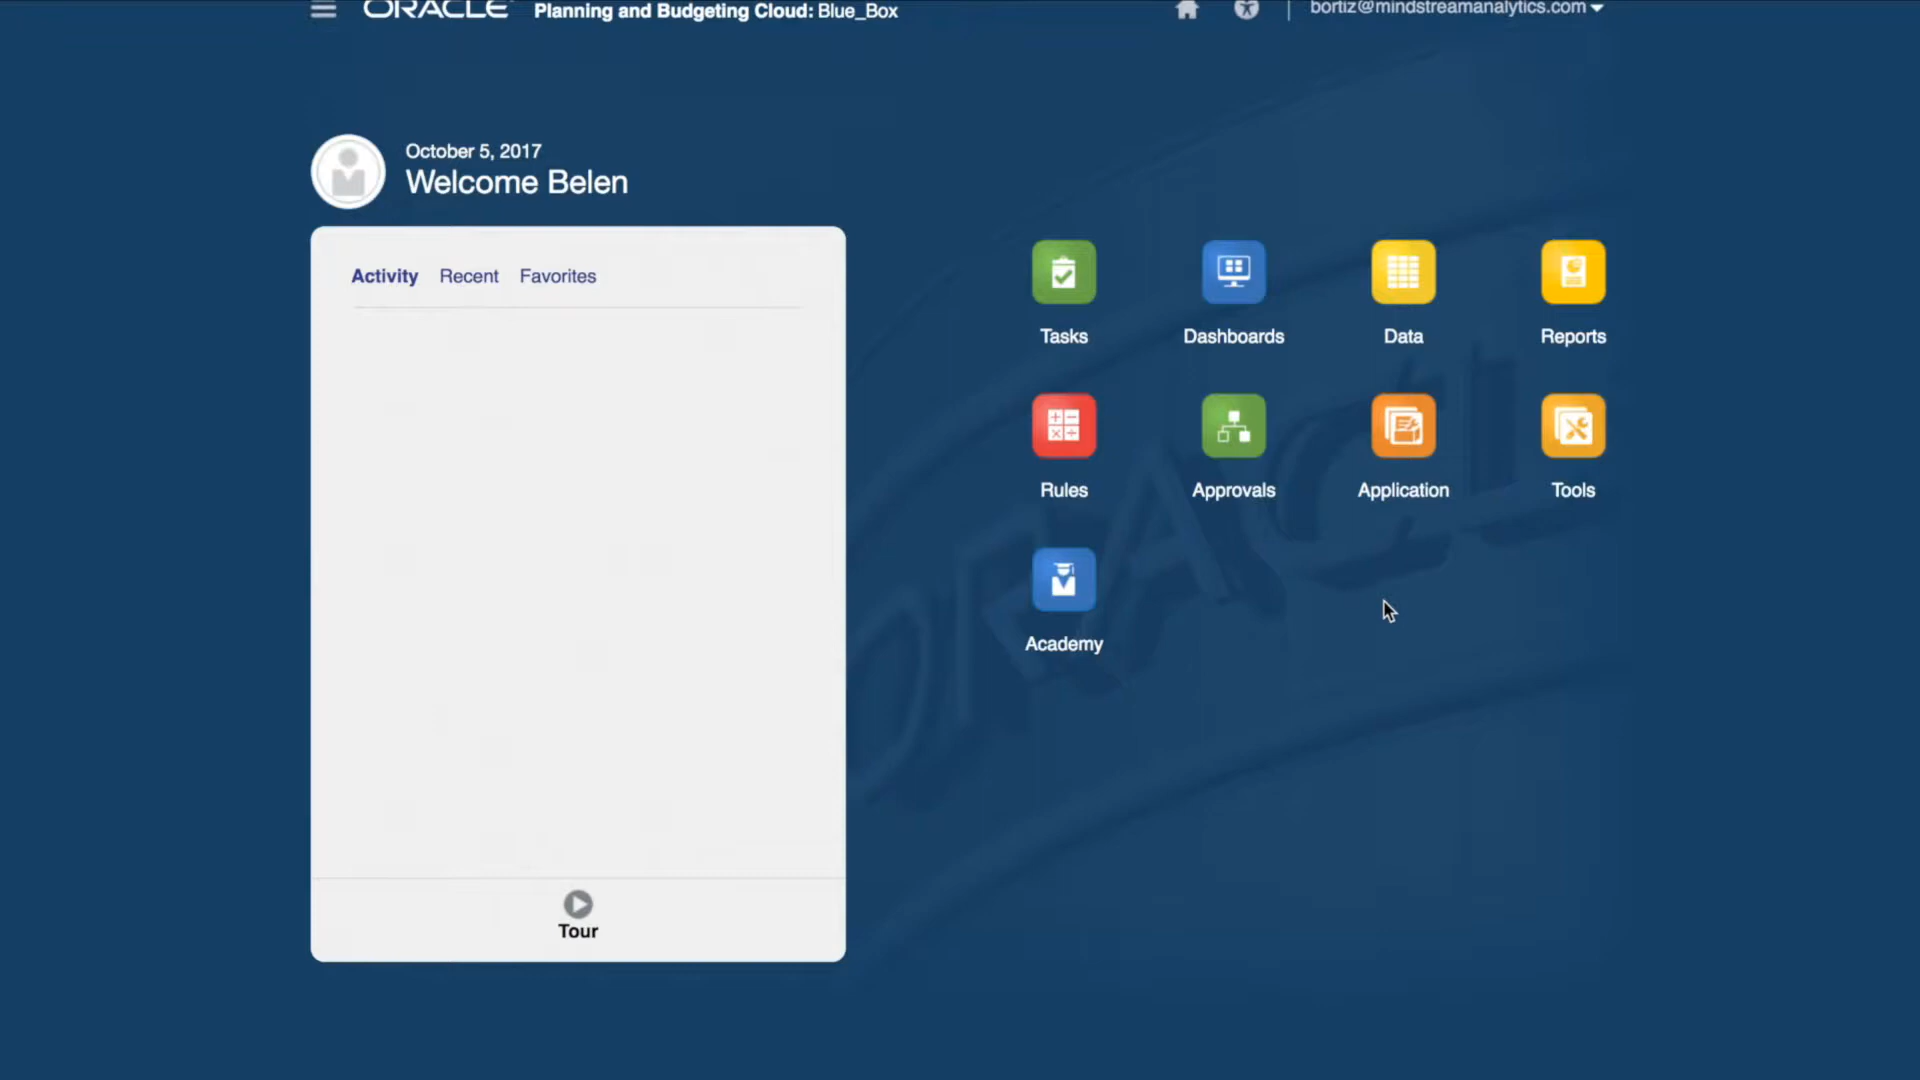 ORACLE Planning and Budgeting Cloud: Blue_Box
bortiz@mindstreamanalytics.com
October 5, 2017
Welcome Belen
Activity Recent Favorites
Tasks Dashboards Data Reports
Rules Approvals Application Tools
Academy
Tour
ORACL